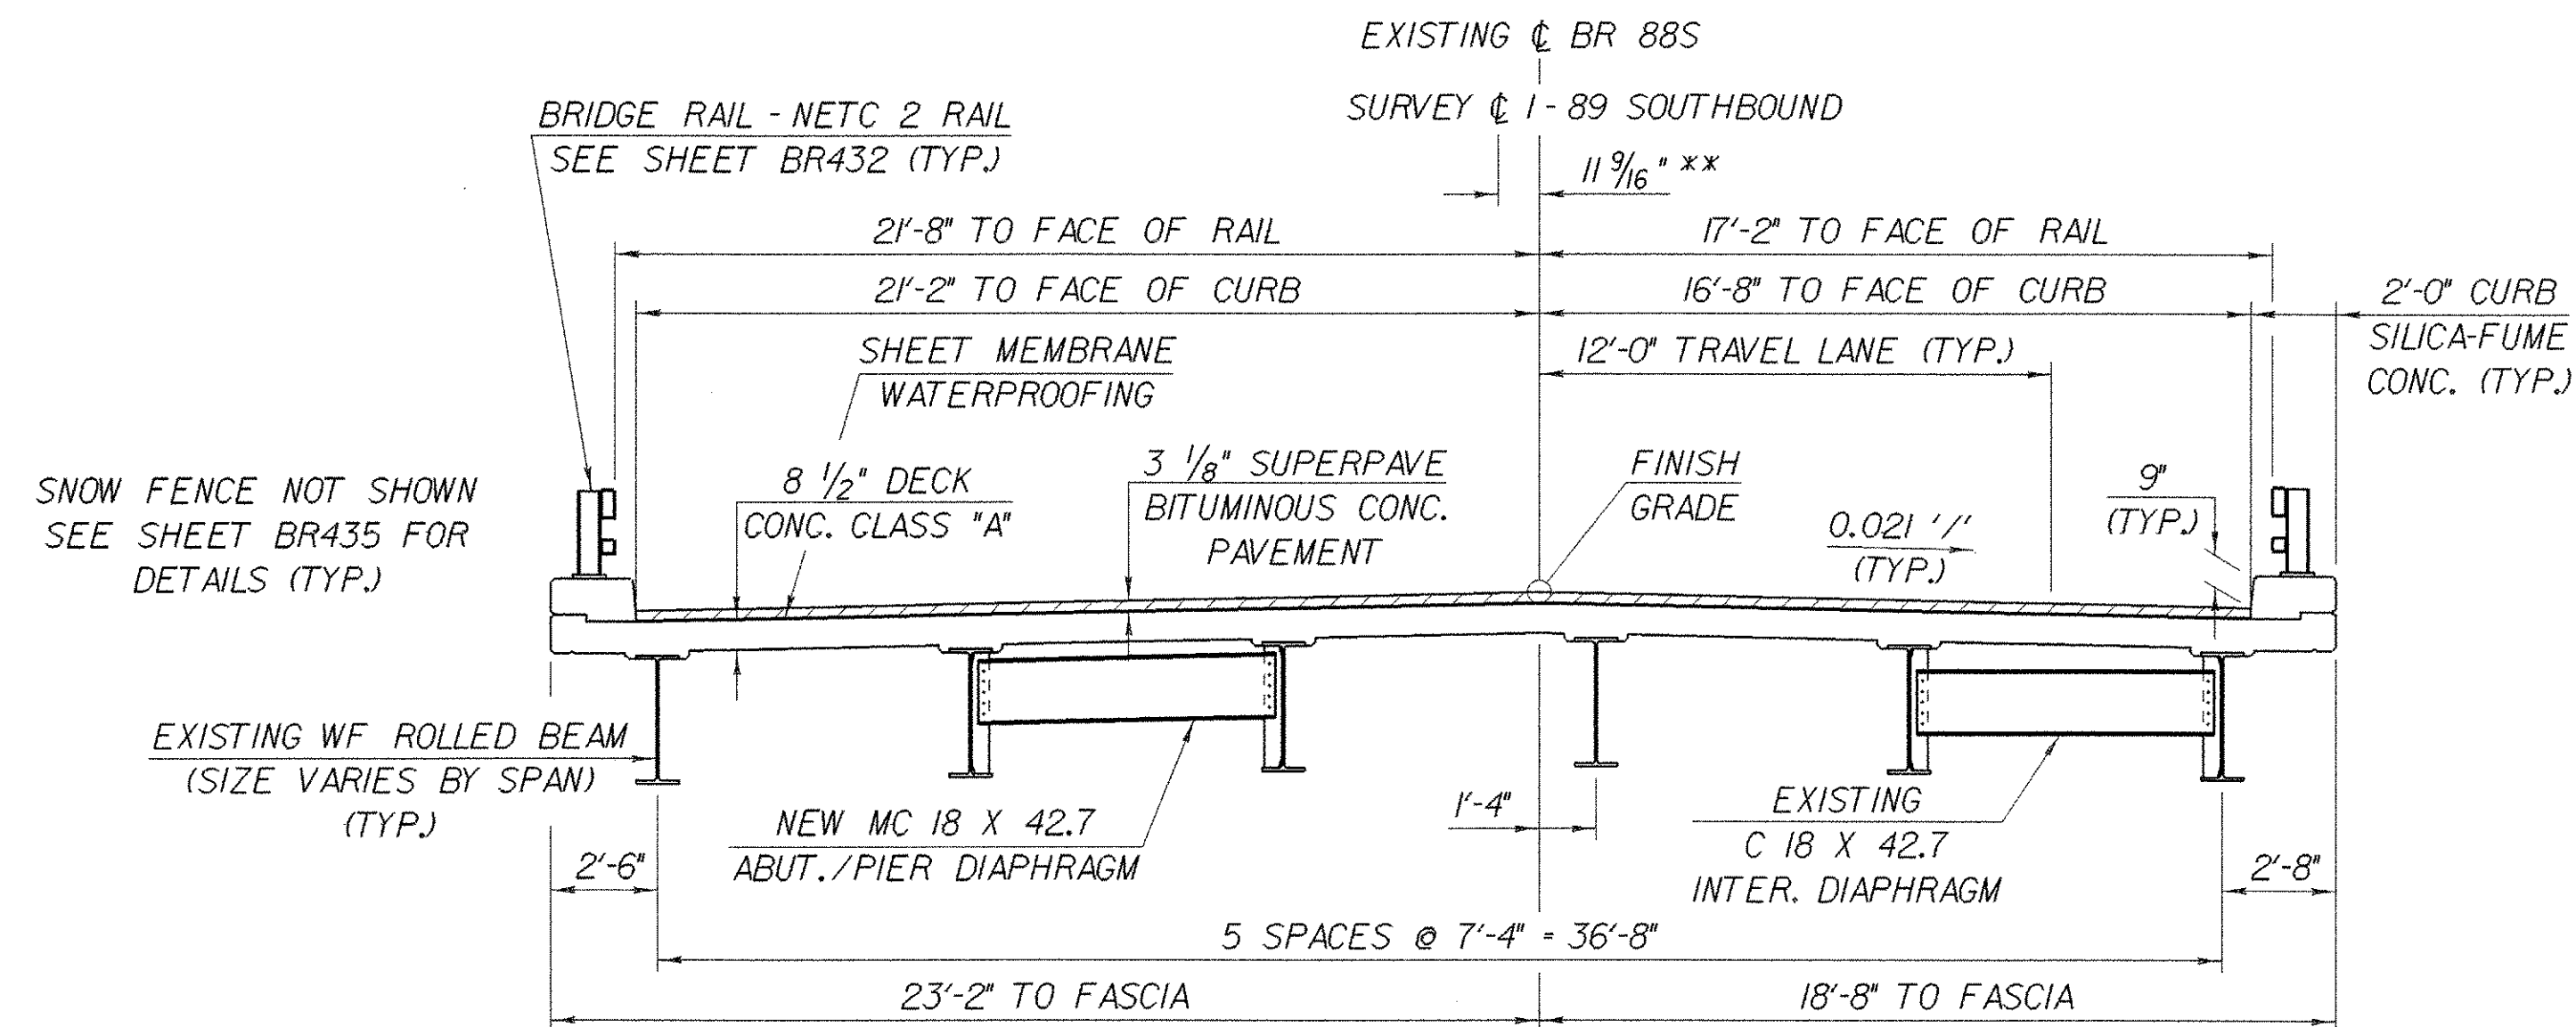 EXISTING ℄ BR 88S
SURVEY ℄ I-89 SOUTHBOUND
BRIDGE RAIL - NETC 2 RAIL
SEE SHEET BR432 (TYP.)
11 9/16" **
21'-8" TO FACE OF RAIL
17'-2" TO FACE OF RAIL
21'-2" TO FACE OF CURB
16'-8" TO FACE OF CURB
2'-0" CURB
SILICA-FUME
CONC. (TYP.)
SHEET MEMBRANE
WATERPROOFING
12'-0" TRAVEL LANE (TYP.)
SNOW FENCE NOT SHOWN
SEE SHEET BR435 FOR
DETAILS (TYP.)
8 1/2" DECK
CONC. CLASS "A"
3 1/8" SUPERPAVE
BITUMINOUS CONC.
PAVEMENT
FINISH
GRADE
0.021 '/'
(TYP.)
9"
(TYP.)
EXISTING WF ROLLED BEAM
(SIZE VARIES BY SPAN)
(TYP.)
NEW MC 18 X 42.7
ABUT./PIER DIAPHRAGM
1'-4"
EXISTING
C 18 X 42.7
INTER. DIAPHRAGM
2'-6"
2'-8"
5 SPACES @ 7'-4" = 36'-8"
23'-2" TO FASCIA
18'-8" TO FASCIA